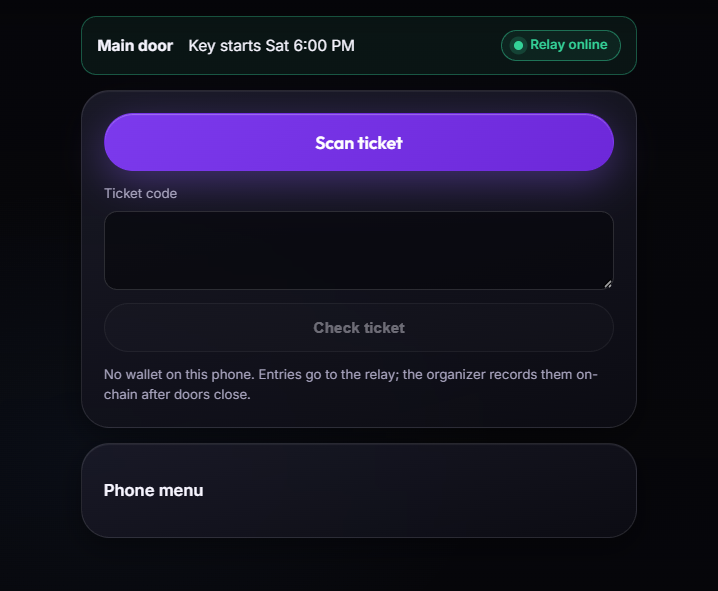 Main door Key starts Sat 6:00 PM Relay online
Scan ticket
Ticket code
Check ticket
No wallet on this phone. Entries go to the relay; the organizer records them on-
chain after doors close.
Phone menu